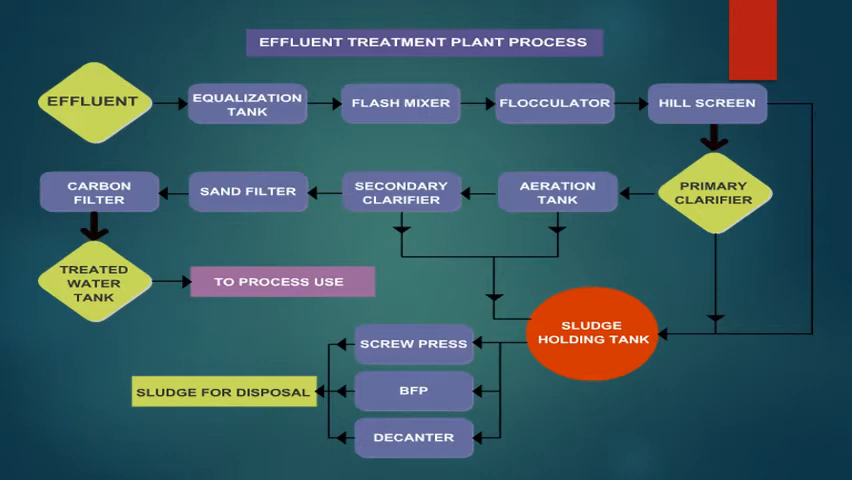 EFFLUENT TREATMENT PLANT PROCESS
EFFLUENT
EQUALIZATION
TANK
FLASH MIXER
FLOCCULATOR
HILL SCREEN
CARBON
FILTER
SAND FILTER
SECONDARY
CLARIFIER
AERATION
TANK
PRIMARY
CLARIFIER
TREATED
WATER
TANK
TO PROCESS USE
SLUDGE
HOLDING TANK
SCREW PRESS
SLUDGE FOR DISPOSAL
BFP
DECANTER